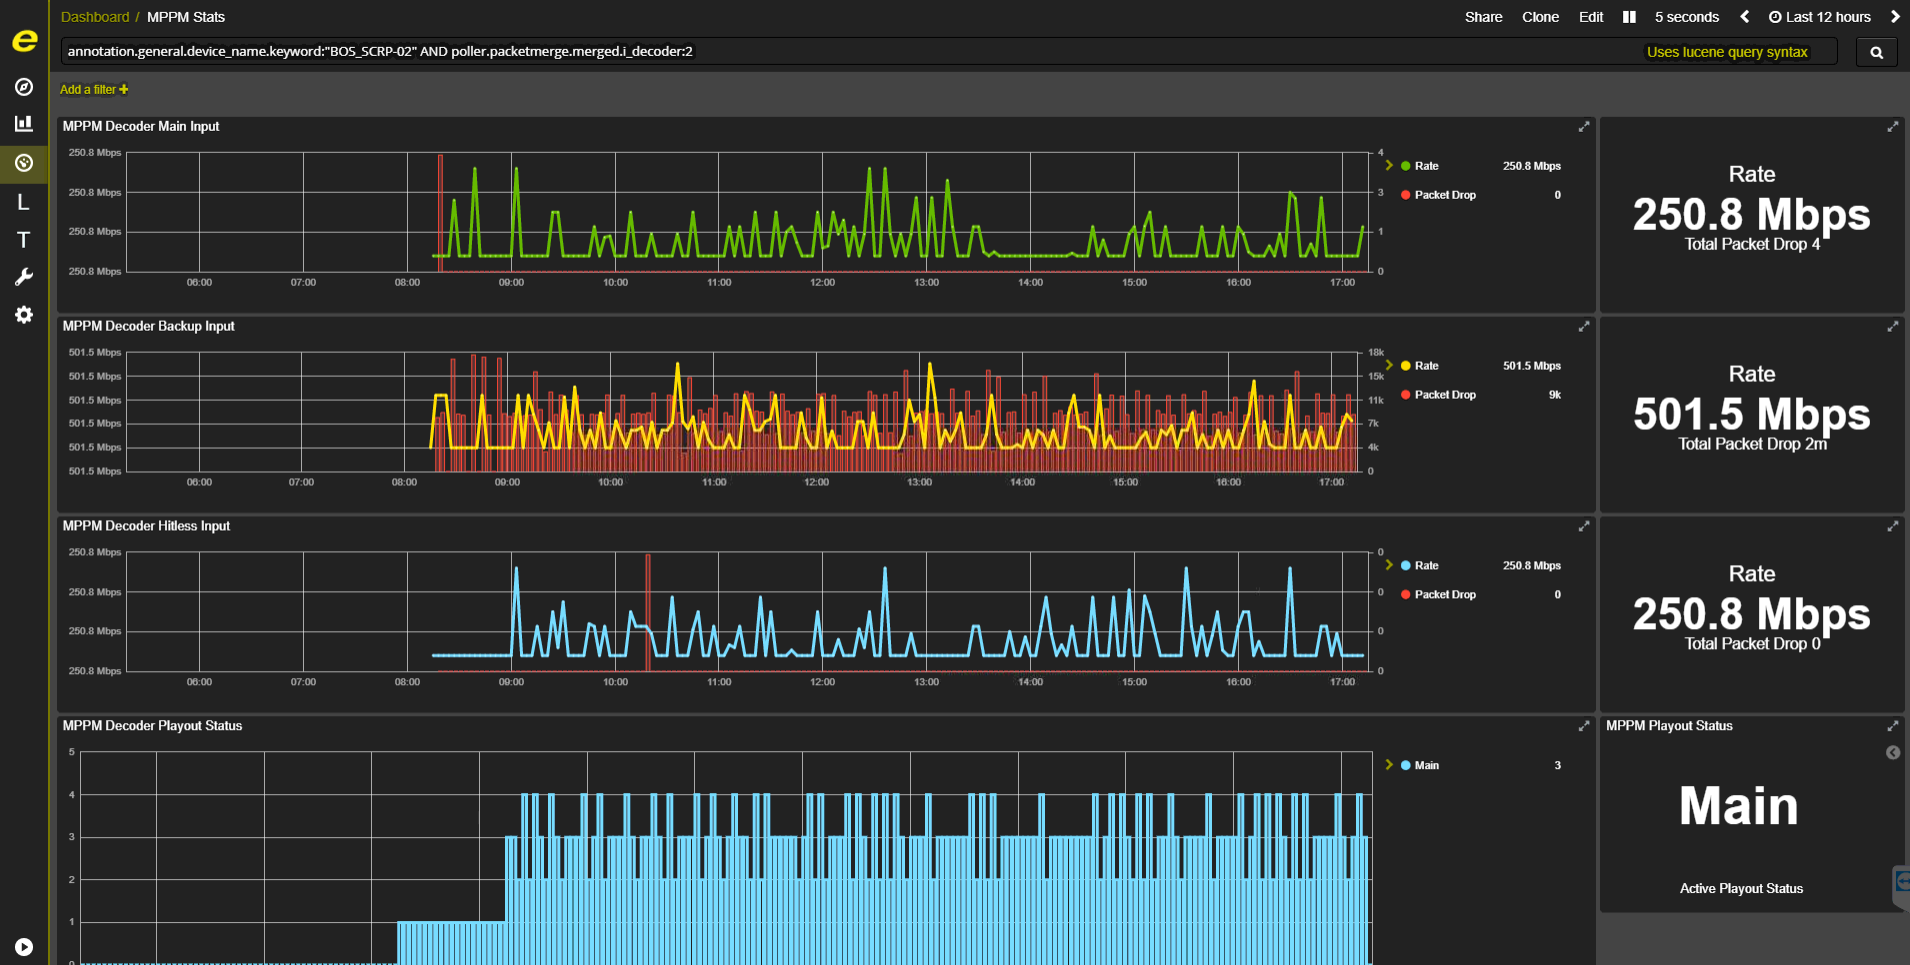 Dashboard / MPPM Stats
Share Clone Edit 5 seconds Last 12 hours
annotation.general.device_name.keyword:"BOS_SCRP-02" AND poller.packetmerge.merged.i_decoder:2
Uses lucene query syntax
Add a filter +
L
T
MPPM Decoder Main Input
250.8 Mbps
250.8 Mbps
250.8 Mbps
250.8 Mbps
4
3
1
0
06:00 07:00 08:00 09:00 10:00 11:00 12:00 13:00 14:00 15:00 16:00 17:00
Rate 250.8 Mbps
Packet Drop 0
Rate
250.8 Mbps
Total Packet Drop 4
MPPM Decoder Backup Input
501.5 Mbps
501.5 Mbps
501.5 Mbps
501.5 Mbps
501.5 Mbps
501.5 Mbps
18k
15k
11k
7k
4k
0
06:00 07:00 08:00 09:00 10:00 11:00 12:00 13:00 14:00 15:00 16:00 17:00
Rate 501.5 Mbps
Packet Drop 9k
Rate
501.5 Mbps
Total Packet Drop 2m
MPPM Decoder Hitless Input
250.8 Mbps
250.8 Mbps
250.8 Mbps
250.8 Mbps
0
0
0
0
06:00 07:00 08:00 09:00 10:00 11:00 12:00 13:00 14:00 15:00 16:00 17:00
Rate 250.8 Mbps
Packet Drop 0
Rate
250.8 Mbps
Total Packet Drop 0
MPPM Decoder Playout Status
5
4
3
2
1
0
Main 3
MPPM Playout Status
Main
Active Playout Status